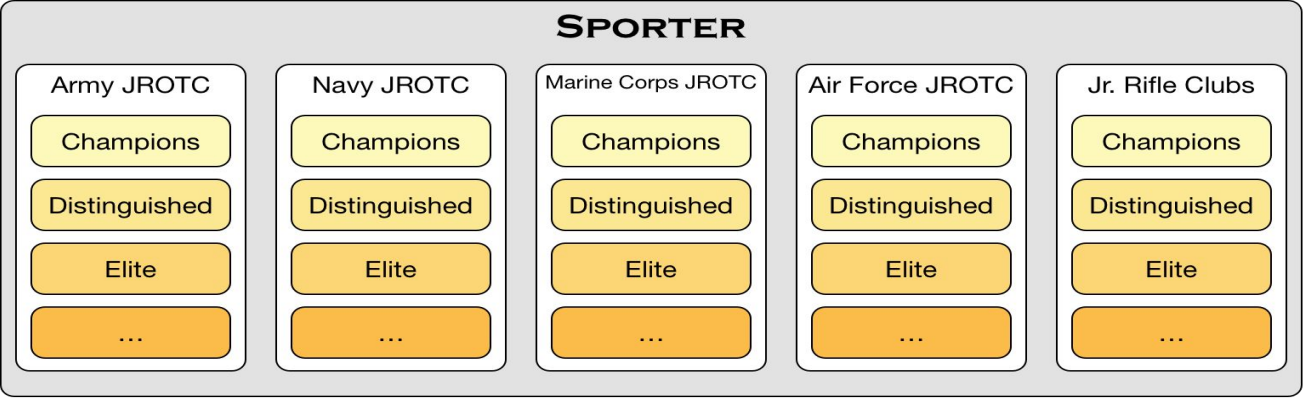 SPORTER
Army JROTC
Champions
Distinguished
Elite
...
Navy JROTC
Champions
Distinguished
Elite
...
Marine Corps JROTC
Champions
Distinguished
Elite
...
Air Force JROTC
Champions
Distinguished
Elite
...
Jr. Rifle Clubs
Champions
Distinguished
Elite
...